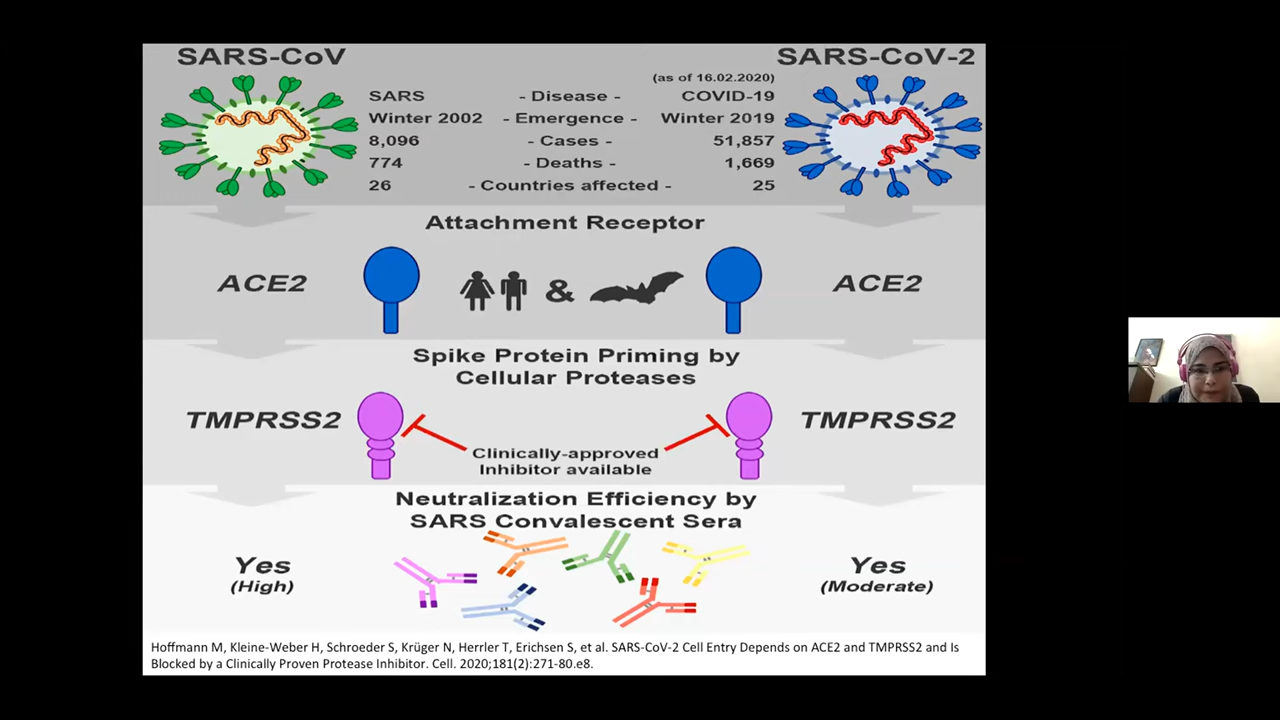 SARS-CoV
SARS-CoV-2
(as of 16.02.2020)
SARS - Disease - COVID-19
Winter 2002 - Emergence - Winter 2019
8,096 - Cases - 51,857
774 - Deaths - 1,669
26 - Countries affected - 25
Attachment Receptor
ACE2 & ACE2
Spike Protein Priming by
Cellular Proteases
TMPRSS2 TMPRSS2
Clinically-approved
Inhibitor available
Neutralization Efficiency by
SARS Convalescent Sera
Yes
(High)
Yes
(Moderate)
Hoffmann M, Kleine-Weber H, Schroeder S, Krüger N, Herrler T, Erichsen S, et al. SARS-CoV-2 Cell Entry Depends on ACE2 and TMPRSS2 and Is
Blocked by a Clinically Proven Protease Inhibitor. Cell. 2020;181(2):271-80.e8.